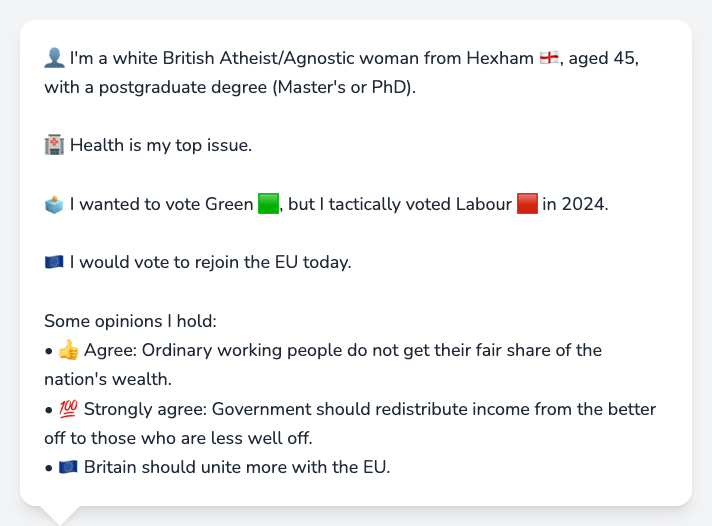 👤 I'm a white British Atheist/Agnostic woman from Hexham 🏴󠁧󠁢󠁥󠁮󠁧󠁿, aged 45,
with a postgraduate degree (Master's or PhD).
🏥 Health is my top issue.
🗳️ I wanted to vote Green 🟩, but I tactically voted Labour 🟥 in 2024.
🇪🇺 I would vote to rejoin the EU today.
Some opinions I hold:
• 👍 Agree: Ordinary working people do not get their fair share of the
nation's wealth.
• 💯 Strongly agree: Government should redistribute income from the better
off to those who are less well off.
• 🇪🇺 Britain should unite more with the EU.